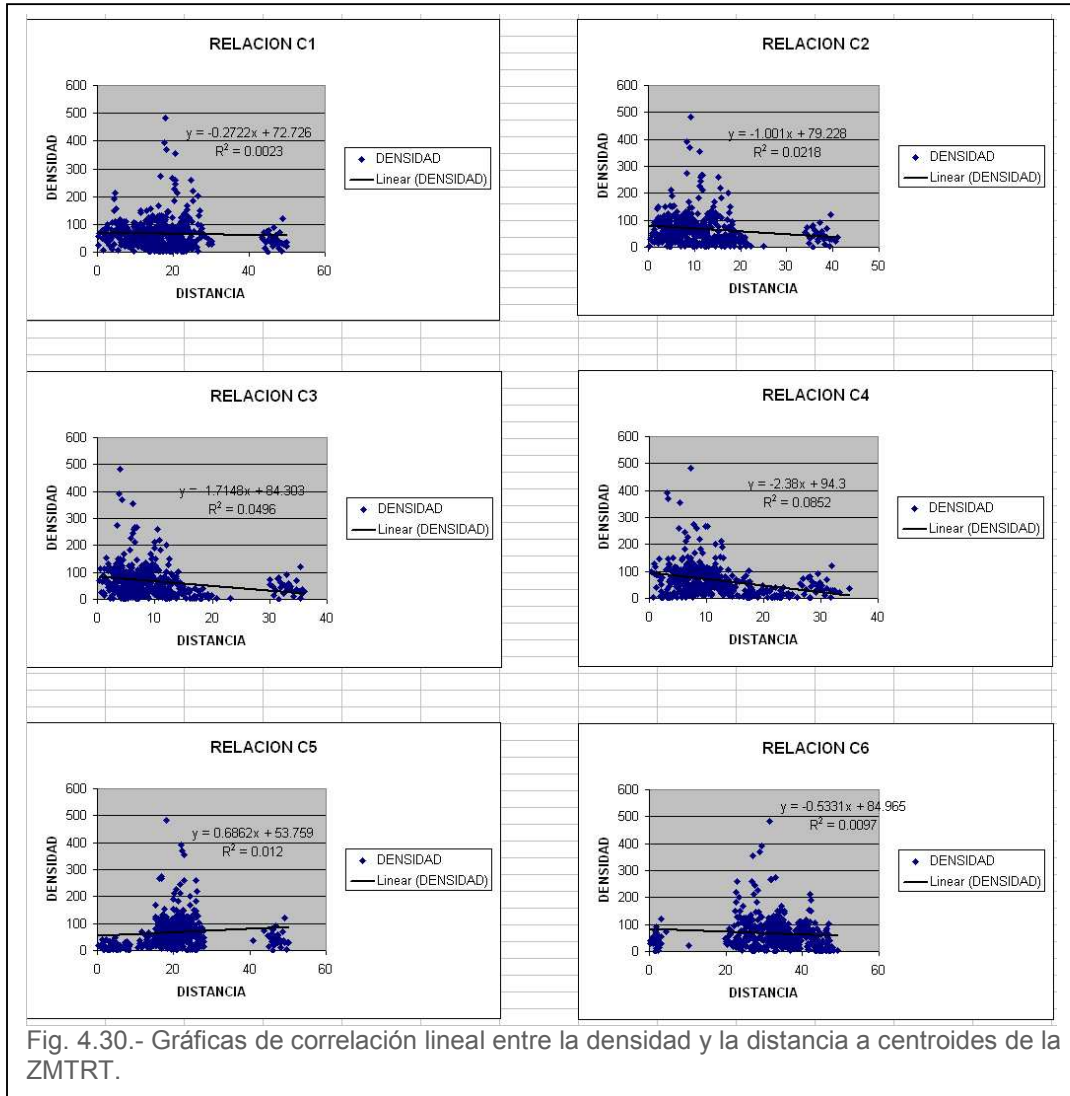 RELACION C1
600
500
400
300
200
100
0
DENSIDAD
y = -0.2722x + 72.726
R² = 0.0023
0 20 40 60
DISTANCIA
DENSIDAD
Linear (DENSIDAD)
RELACION C2
600
500
400
300
200
100
0
DENSIDAD
y = -1.001x + 79.228
R² = 0.0218
0 10 20 30 40 50
DISTANCIA
DENSIDAD
Linear (DENSIDAD)
RELACION C3
600
500
400
300
200
100
0
DENSIDAD
y = -1.7148x + 84.303
R² = 0.0496
0 10 20 30 40
DISTANCIA
DENSIDAD
Linear (DENSIDAD)
RELACION C4
600
500
400
300
200
100
0
DENSIDAD
y = -2.38x + 94.3
R² = 0.0852
0 10 20 30 40
DISTANCIA
DENSIDAD
Linear (DENSIDAD)
RELACION C5
600
500
400
300
200
100
0
DENSIDAD
y = 0.6862x + 53.759
R² = 0.012
0 20 40 60
DISTANCIA
DENSIDAD
Linear (DENSIDAD)
RELACION C6
600
500
400
300
200
100
0
DENSIDAD
y = -0.5331x + 84.965
R² = 0.0097
0 20 40 60
DISTANCIA
DENSIDAD
Linear (DENSIDAD)
Fig. 4.30.- Gráficas de correlación lineal entre la densidad y la distancia a centroides de la
ZMTRT.